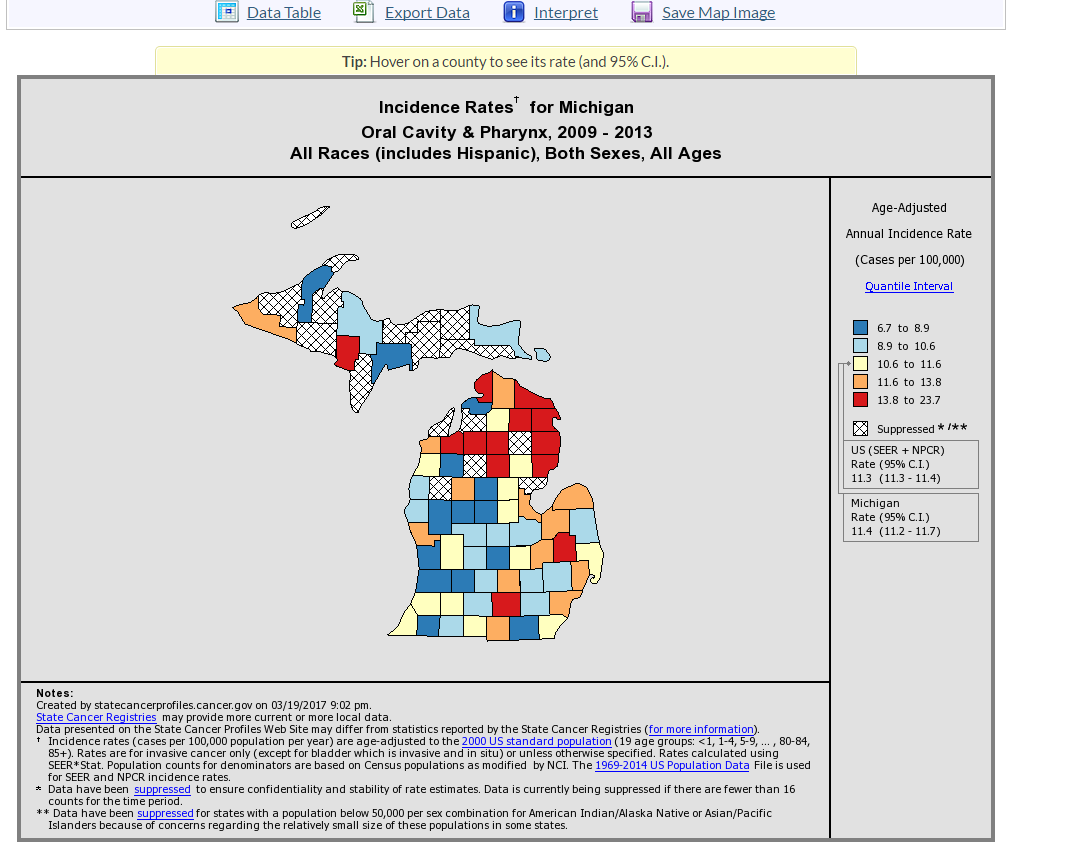 Data Table Export Data Interpret Save Map Image
Tip: Hover on a county to see its rate (and 95% C.I.).
Incidence Rates† for Michigan
Oral Cavity & Pharynx, 2009 - 2013
All Races (includes Hispanic), Both Sexes, All Ages
Age-Adjusted
Annual Incidence Rate
(Cases per 100,000)
Quantile Interval
6.7 to 8.9
8.9 to 10.6
10.6 to 11.6
11.6 to 13.8
13.8 to 23.7
Suppressed */**
US (SEER + NPCR)
Rate (95% C.I.)
11.3 (11.3 - 11.4)
Michigan
Rate (95% C.I.)
11.4 (11.2 - 11.7)
Notes:
Created by statecancerprofiles.cancer.gov on 03/19/2017 9:02 pm.
State Cancer Registries may provide more current or more local data.
Data presented on the State Cancer Profiles Web Site may differ from statistics reported by the State Cancer Registries (for more information).
† Incidence rates (cases per 100,000 population per year) are age-adjusted to the 2000 US standard population (19 age groups: <1, 1-4, 5-9, ... , 80-84,
85+). Rates are for invasive cancer only (except for bladder which is invasive and in situ) or unless otherwise specified. Rates calculated using
SEER*Stat. Population counts for denominators are based on Census populations as modified by NCI. The 1969-2014 US Population Data File is used
for SEER and NPCR incidence rates.
* Data have been suppressed to ensure confidentiality and stability of rate estimates. Data is currently being suppressed if there are fewer than 16
counts for the time period.
** Data have been suppressed for states with a population below 50,000 per sex combination for American Indian/Alaska Native or Asian/Pacific
Islanders because of concerns regarding the relatively small size of these populations in some states.